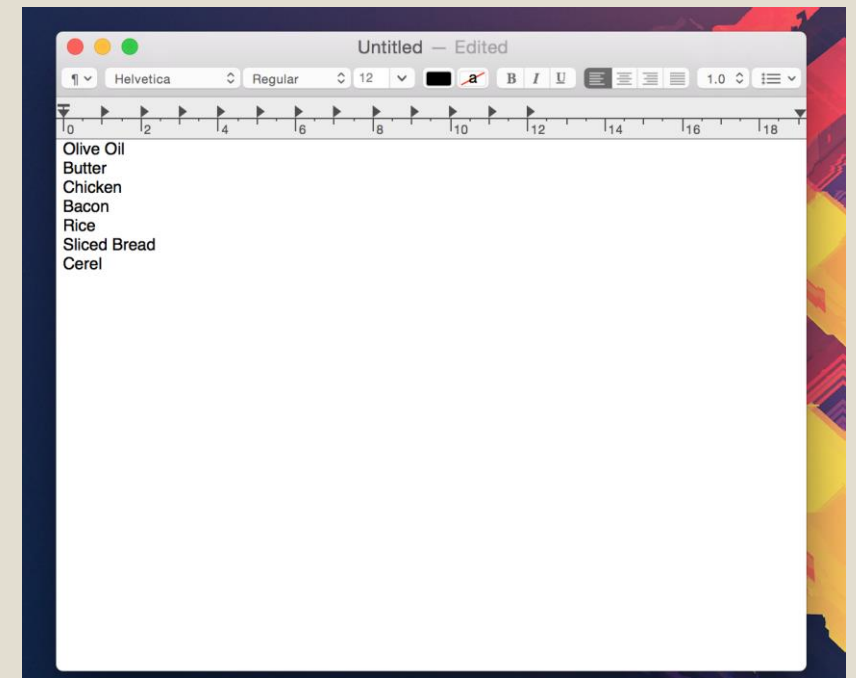 Untitled — Edited
¶ Helvetica Regular 12 a B I U 1.0
0 2 4 6 8 10 12 14 16 18
Olive Oil
Butter
Chicken
Bacon
Rice
Sliced Bread
Cerel